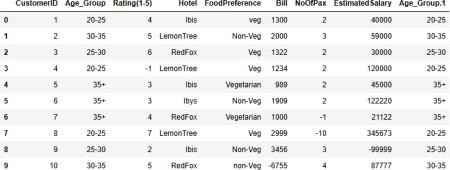 CustomerID Age_Group Rating(1-5) Hotel FoodPreference Bill NoOfPax EstimatedSalary Age_Group.1
0 1 20-25 4 Ibis veg 1300 2 40000 20-25
1 2 30-35 5 LemonTree Non-Veg 2000 3 59000 30-35
2 3 25-30 6 RedFox Veg 1322 2 30000 25-30
3 4 20-25 -1 LemonTree Veg 1234 2 120000 20-25
4 5 35+ 3 Ibis Vegetarian 989 2 45000 35+
5 6 35+ 3 Ibys Non-Veg 1909 2 122220 35+
6 7 35+ 4 RedFox Vegetarian 1000 -1 21122 35+
7 8 20-25 7 LemonTree Veg 2999 -10 345673 20-25
8 9 25-30 2 Ibis Non-Veg 3456 3 -99999 25-30
9 10 30-35 5 RedFox non-Veg -6755 4 87777 30-35